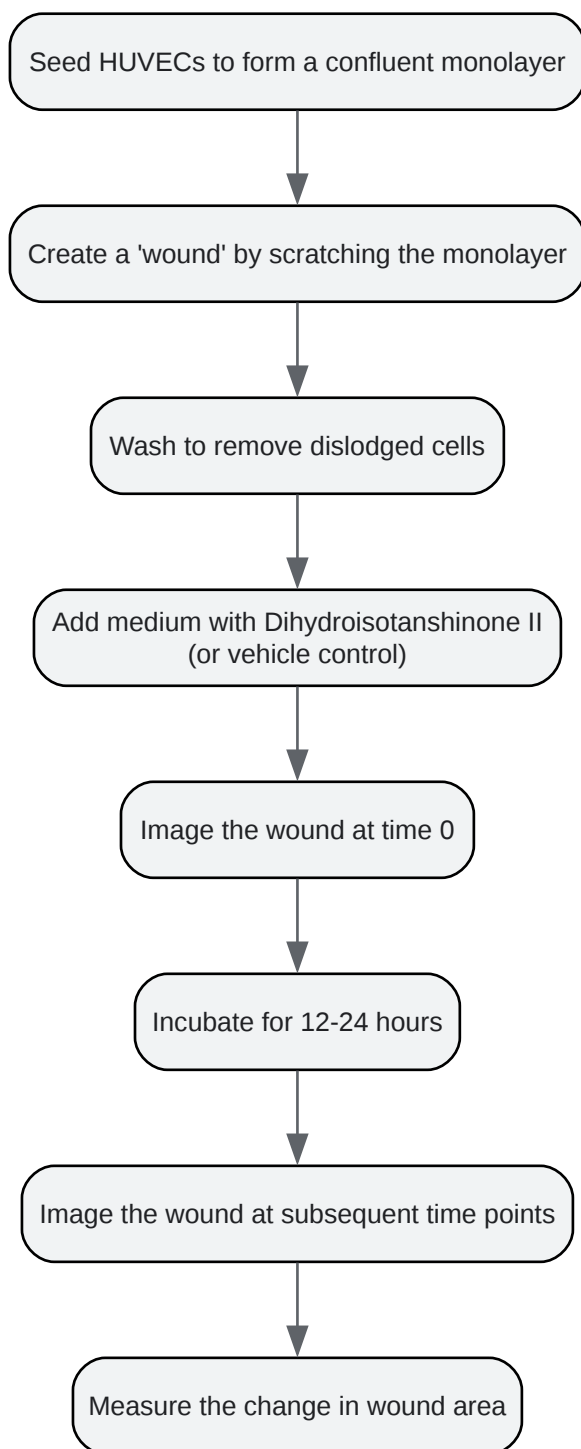 Seed HUVECs to form a confluent monolayer
Create a 'wound' by scratching the monolayer
Wash to remove dislodged cells
Add medium with Dihydroisotanshinone II
(or vehicle control)
Image the wound at time 0
Incubate for 12-24 hours
Image the wound at subsequent time points
Measure the change in wound area